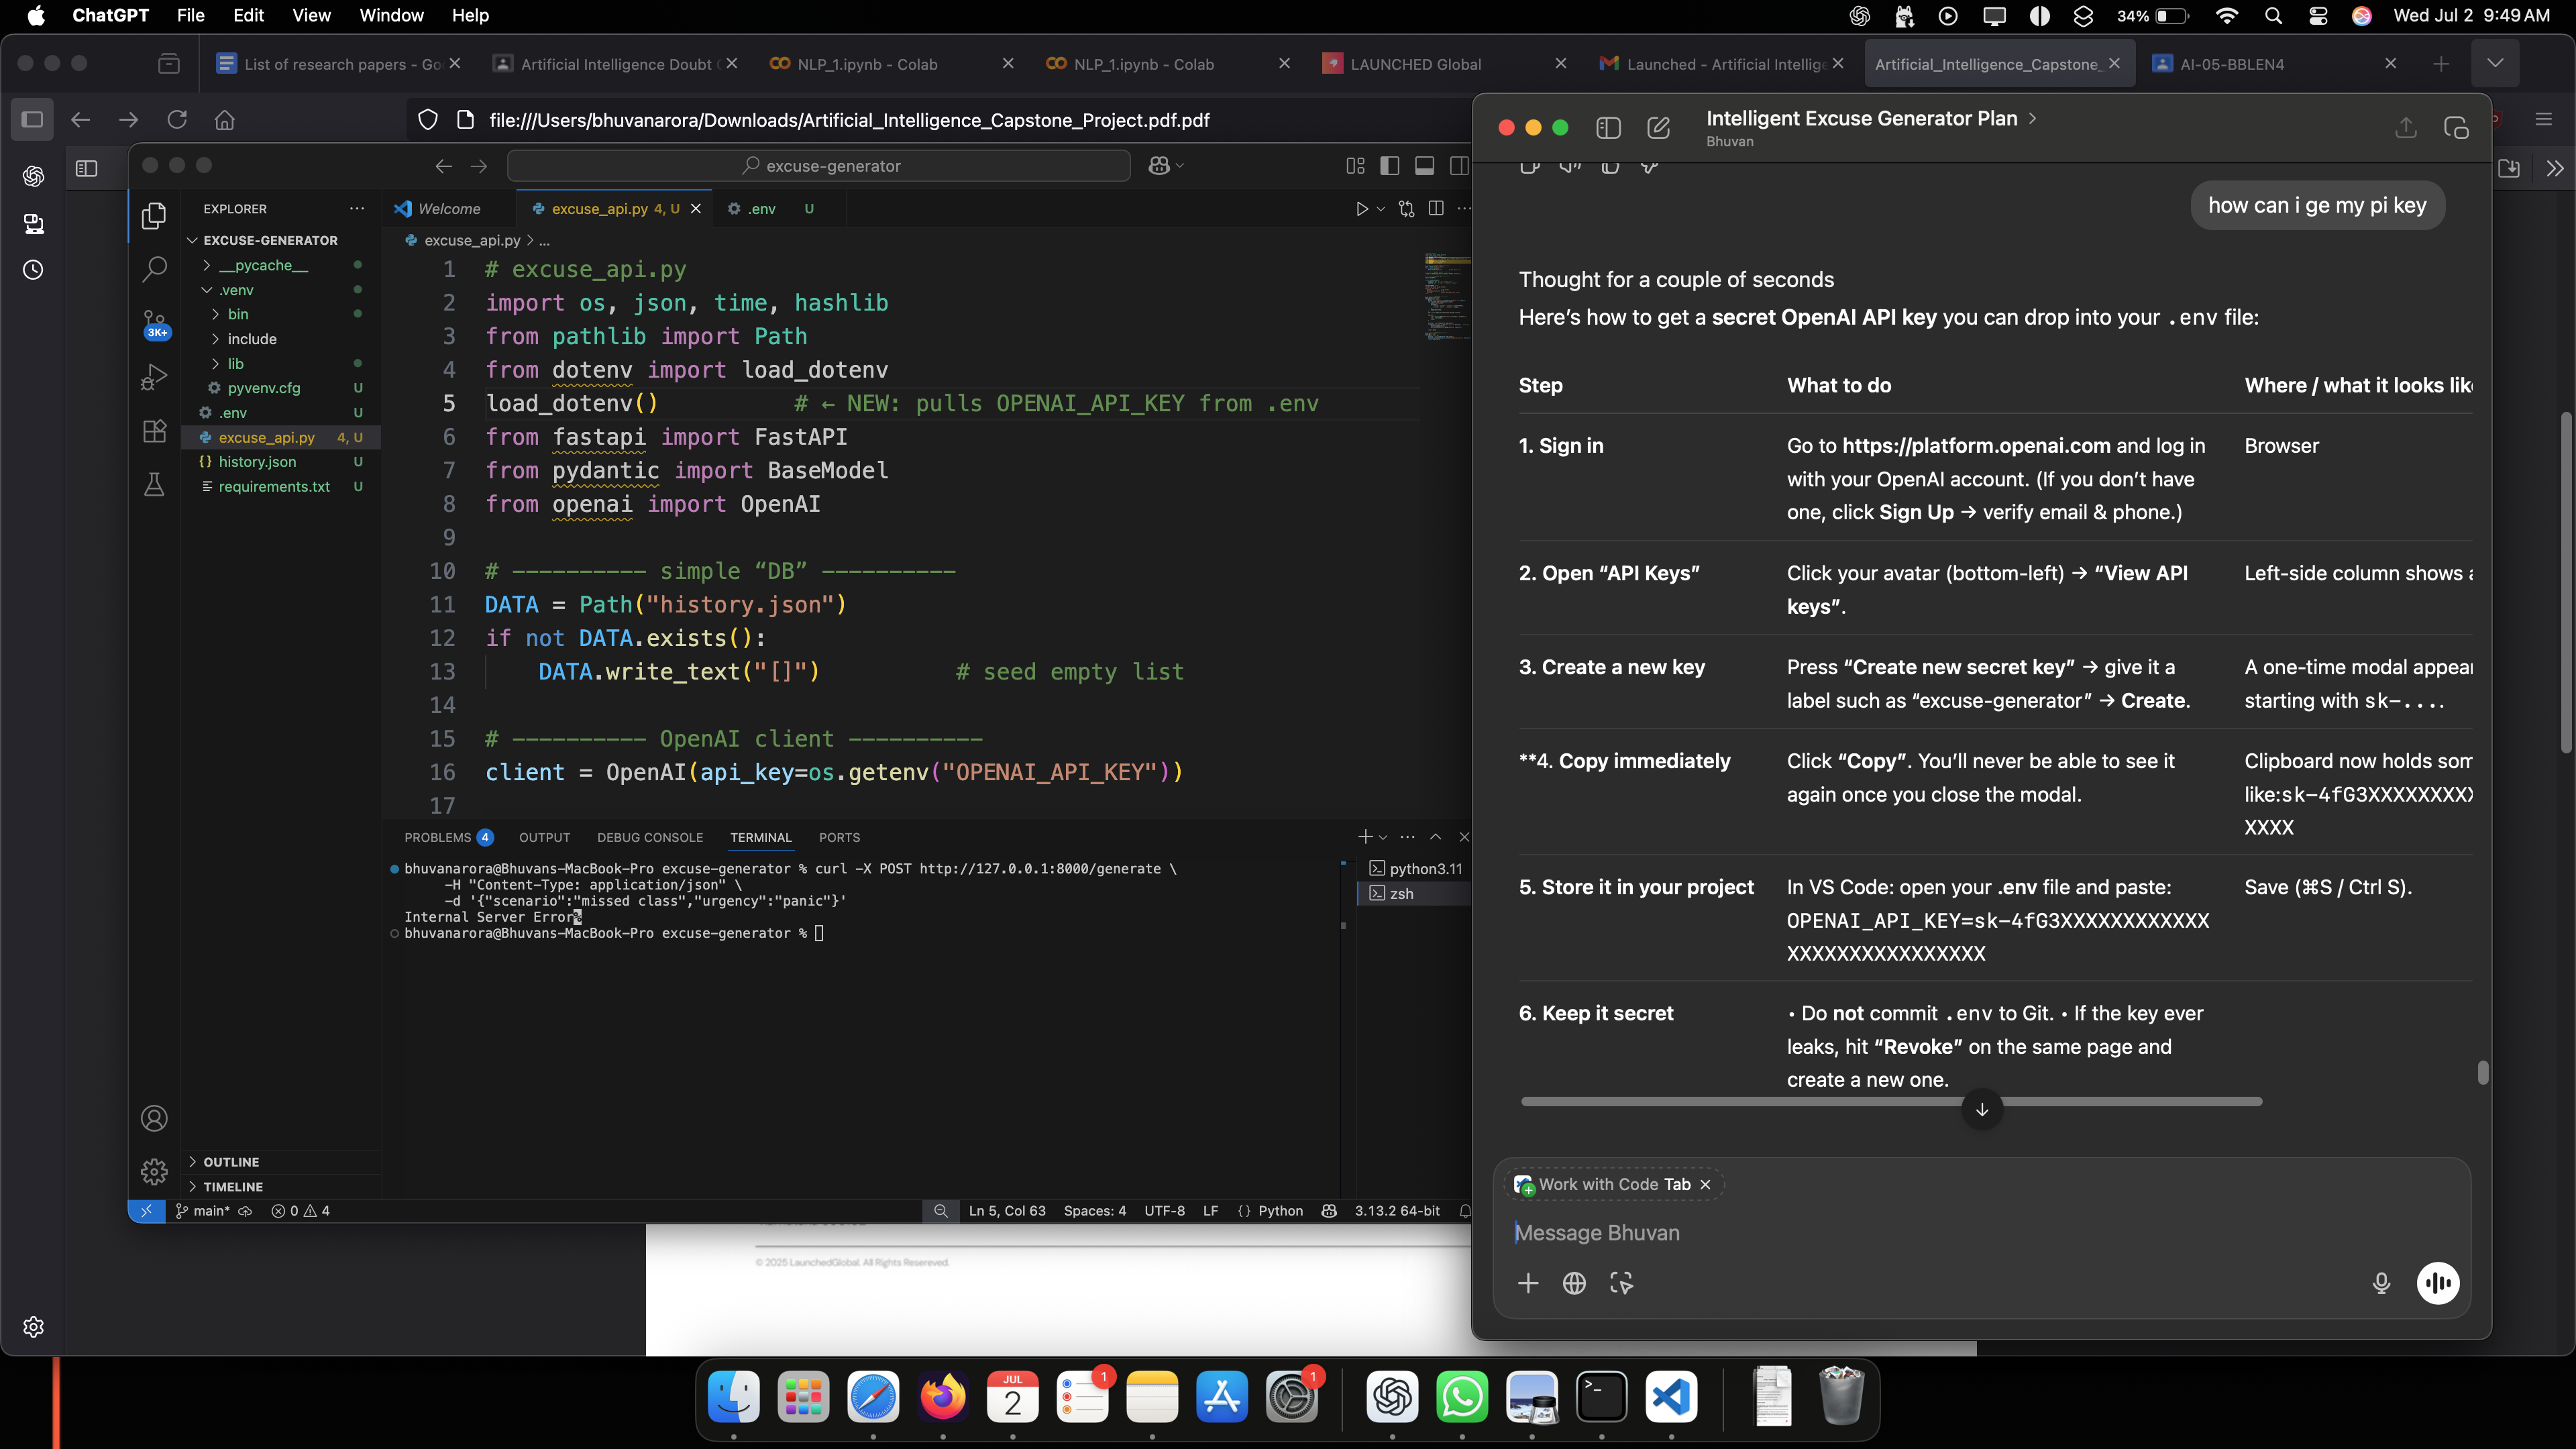 ChatGPT File Edit View Window Help
34% Wed Jul 2 9:49 AM
List of research papers - Go
Artificial Intelligence Doubt
NLP_1.ipynb - Colab
NLP_1.ipynb - Colab
LAUNCHED Global
Launched - Artificial Intellige
Artificial_Intelligence_Capstone_
AI-05-BBLEN4
file:///Users/bhuvanarora/Downloads/Artificial_Intelligence_Capstone_Project.pdf.pdf
excuse-generator
EXPLORER
EXCUSE-GENERATOR
__pycache__
.venv
bin
include
lib
pyvenv.cfg U
.env U
excuse_api.py 4, U
history.json U
requirements.txt U
3K+
OUTLINE
TIMELINE
Welcome
excuse_api.py 4, U
.env U
excuse_api.py > ...
1 # excuse_api.py
2 import os, json, time, hashlib
3 from pathlib import Path
4 from dotenv import load_dotenv
5 load_dotenv() # ← NEW: pulls OPENAI_API_KEY from .env
6 from fastapi import FastAPI
7 from pydantic import BaseModel
8 from openai import OpenAI
9
10 # ---------- simple “DB” ----------
11 DATA = Path("history.json")
12 if not DATA.exists():
13 DATA.write_text("[]") # seed empty list
14
15 # ---------- OpenAI client ----------
16 client = OpenAI(api_key=os.getenv("OPENAI_API_KEY"))
17
PROBLEMS 4 OUTPUT DEBUG CONSOLE TERMINAL PORTS
bhuvanarora@Bhuvans-MacBook-Pro excuse-generator % curl -X POST http://127.0.0.1:8000/generate \
-H "Content-Type: application/json" \
-d '{"scenario":"missed class","urgency":"panic"}'
Internal Server Error%
bhuvanarora@Bhuvans-MacBook-Pro excuse-generator %
python3.11
zsh
main* 0 4
Ln 5, Col 63 Spaces: 4 UTF-8 LF {} Python 3.13.2 64-bit
© 2025 LaunchedGlobal. All Rights Resereved.
Intelligent Excuse Generator Plan >
Bhuvan
how can i ge my pi key
Thought for a couple of seconds
Here’s how to get a secret OpenAI API key you can drop into your .env file:
Step What to do Where / what it looks lik
1. Sign in Go to https://platform.openai.com and log in Browser
with your OpenAI account. (If you don’t have
one, click Sign Up → verify email & phone.)
2. Open “API Keys” Click your avatar (bottom-left) → “View API Left-side column shows
keys”.
3. Create a new key Press “Create new secret key” → give it a A one-time modal appear
label such as “excuse-generator” → Create. starting with sk-....
**4. Copy immediately Click “Copy”. You’ll never be able to see it Clipboard now holds som
again once you close the modal. like:sk-4fG3XXXXXXXXX
XXXX
5. Store it in your project In VS Code: open your .env file and paste: Save (⌘S / Ctrl S).
OPENAI_API_KEY=sk-4fG3XXXXXXXXXXXXX
XXXXXXXXXXXXXXXX
6. Keep it secret • Do not commit .env to Git. • If the key ever
leaks, hit “Revoke” on the same page and
create a new one.
Work with Code Tab
Message Bhuvan
JUL
2
1
1